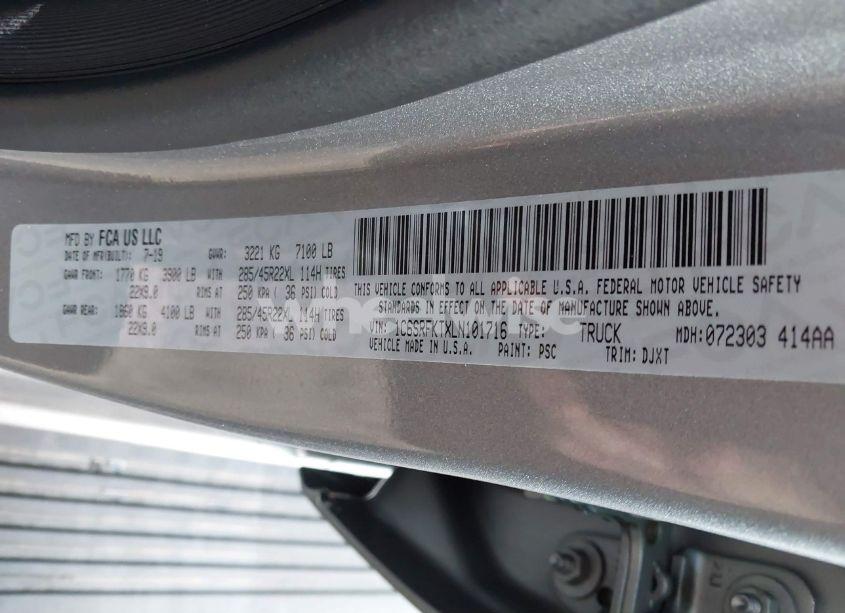 MFD BY FCA US LLC
DATE OF MFR(BUILT): 7-19 GVWR: 3221 KG 7100 LB
GAWR FRONT: 1770 KG 3900 LB WITH 285/45R22XL 114H TIRES
22X9.0 RIMS AT 250 KPA ( 36 PSI) COLD
GAWR REAR: 1860 KG 4100 LB WITH 285/45R22XL 114H TIRES
22X9.0 RIMS AT 250 KPA ( 36 PSI) COLD
THIS VEHICLE CONFORMS TO ALL APPLICABLE U.S.A. FEDERAL MOTOR VEHICLE SAFETY
STANDARDS IN EFFECT ON THE DATE OF MANUFACTURE SHOWN ABOVE.
VIN: 1C6SRFKTXLN101716 TYPE: TRUCK MDH:072303 414AA
VEHICLE MADE IN U.S.A. PAINT: PSC TRIM: DJXT